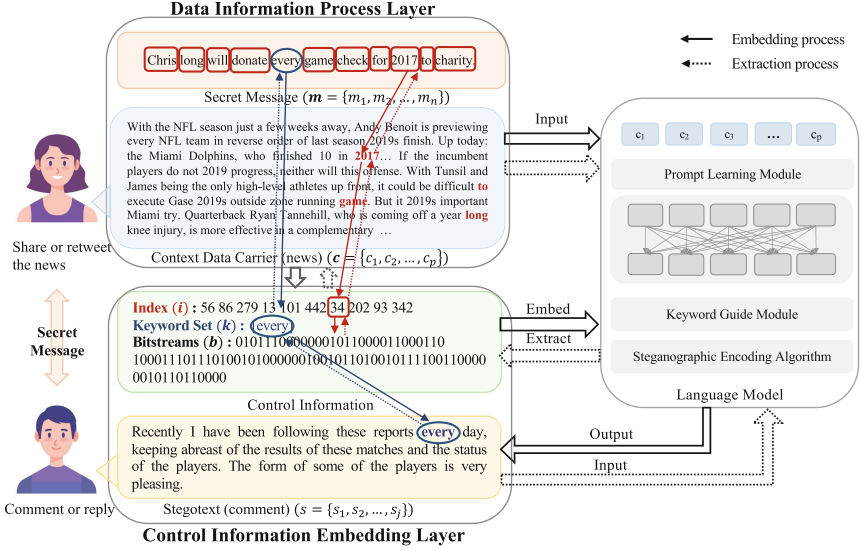 Data Information Process Layer
Chris long will donate every game check for 2017 to charity.
Secret Message (m = {m1, m2, ..., mn})
With the NFL season just a few weeks away, Andy Benoit is previewing
every NFL team in reverse order of last season 2019s finish. Up today:
the Miami Dolphins, who finished 10 in 2017... If the incumbent
players do not 2019 progress, neither will this offense. With Tunsil and
James being the only high-level athletes up front, it could be difficult to
execute Gase 2019s outside zone running game. But it 2019s important
Miami try. Quarterback Ryan Tannehill, who is coming off a year long
knee injury, is more effective in a complementary ...
Context Data Carrier (news) (c = {c1, c2, ..., cp})
Share or retweet
the news
Secret
Message
Comment or reply
Index (i) : 56 86 279 13 101 442 34 202 93 342
Keyword Set (k) : every
Bitstreams (b) : 0101110000000101100001100011​0
1000111011101001010000001001011010010111100110000
0010110110000
Control Information
Recently I have been following these reports every day,
keeping abreast of the results of these matches and the status
of the players. The form of some of the players is very
pleasing.
Stegotext (comment) (s = {s1, s2, ..., sj})
Control Information Embedding Layer
Embedding process
Extraction process
Input
Embed
Extract
Output
Input
c1 c2 c3 ... cp
Prompt Learning Module
Keyword Guide Module
Steganographic Encoding Algorithm
Language Model